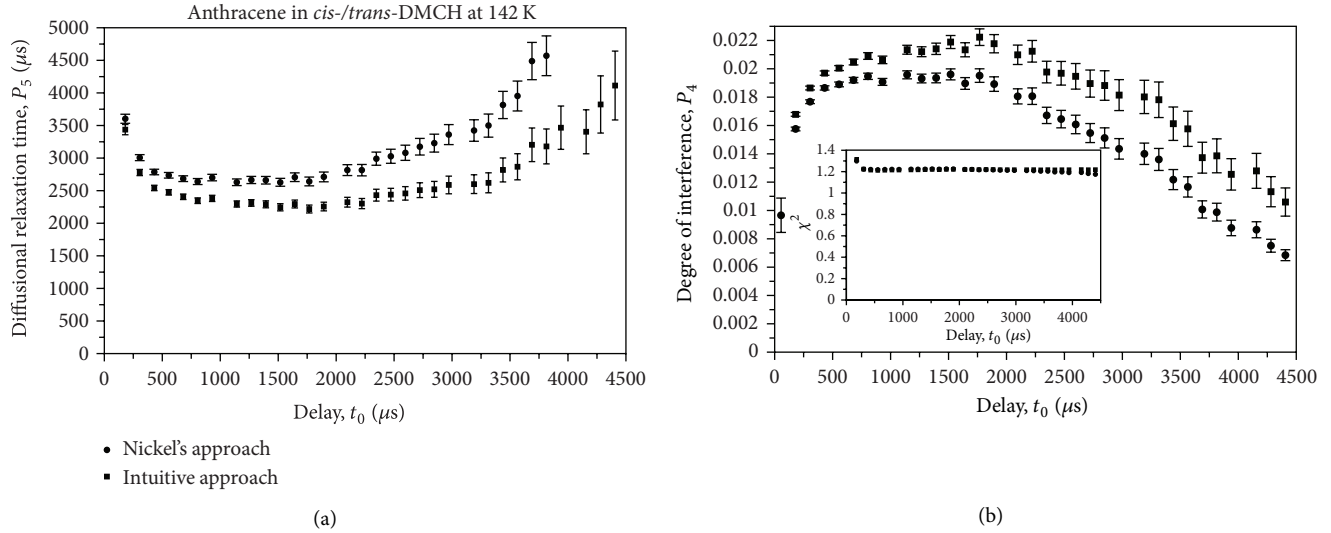 Anthracene in cis-/trans-DMCH at 142 K
Diffusional relaxation time, P5 (μs)
5000
4500
4000
3500
3000
2500
2000
1500
1000
500
0
0 500 1000 1500 2000 2500 3000 3500 4000 4500
Delay, t0 (μs)
Nickel's approach
Intuitive approach
(a)
Degree of interference, P4
0.022
0.02
0.018
0.016
0.014
0.012
0.01
0.008
0.006
0.004
0.002
0
χ2
1.4
1.2
1
0.8
0.6
0.4
0.2
0
0 1000 2000 3000 4000
Delay, t0 (μs)
0 500 1000 1500 2000 2500 3000 3500 4000 4500
Delay, t0 (μs)
(b)